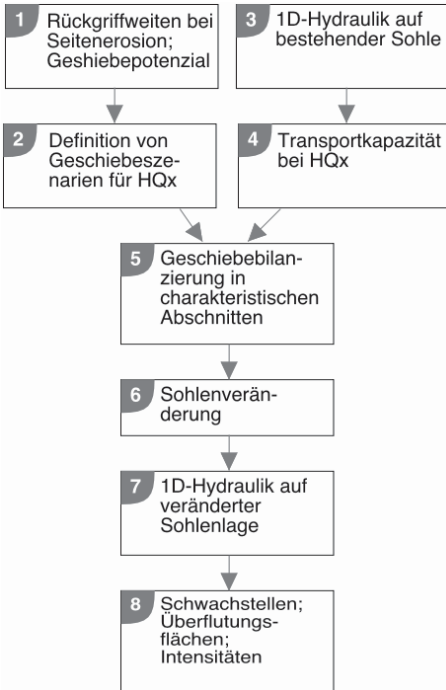 1 Rückgriffweiten bei
Seitenerosion;
Geshiebepotenzial
3 1D-Hydraulik auf
bestehender Sohle
2 Definition von
Geschiebesze-
narien für HQx
4 Transportkapazität
bei HQx
5 Geschiebebilan-
zierung in
charakteristischen
Abschnitten
6 Sohlenverän-
derung
7 1D-Hydraulik auf
veränderter
Sohlenlage
8 Schwachstellen;
Überflutungs-
flächen;
Intensitäten